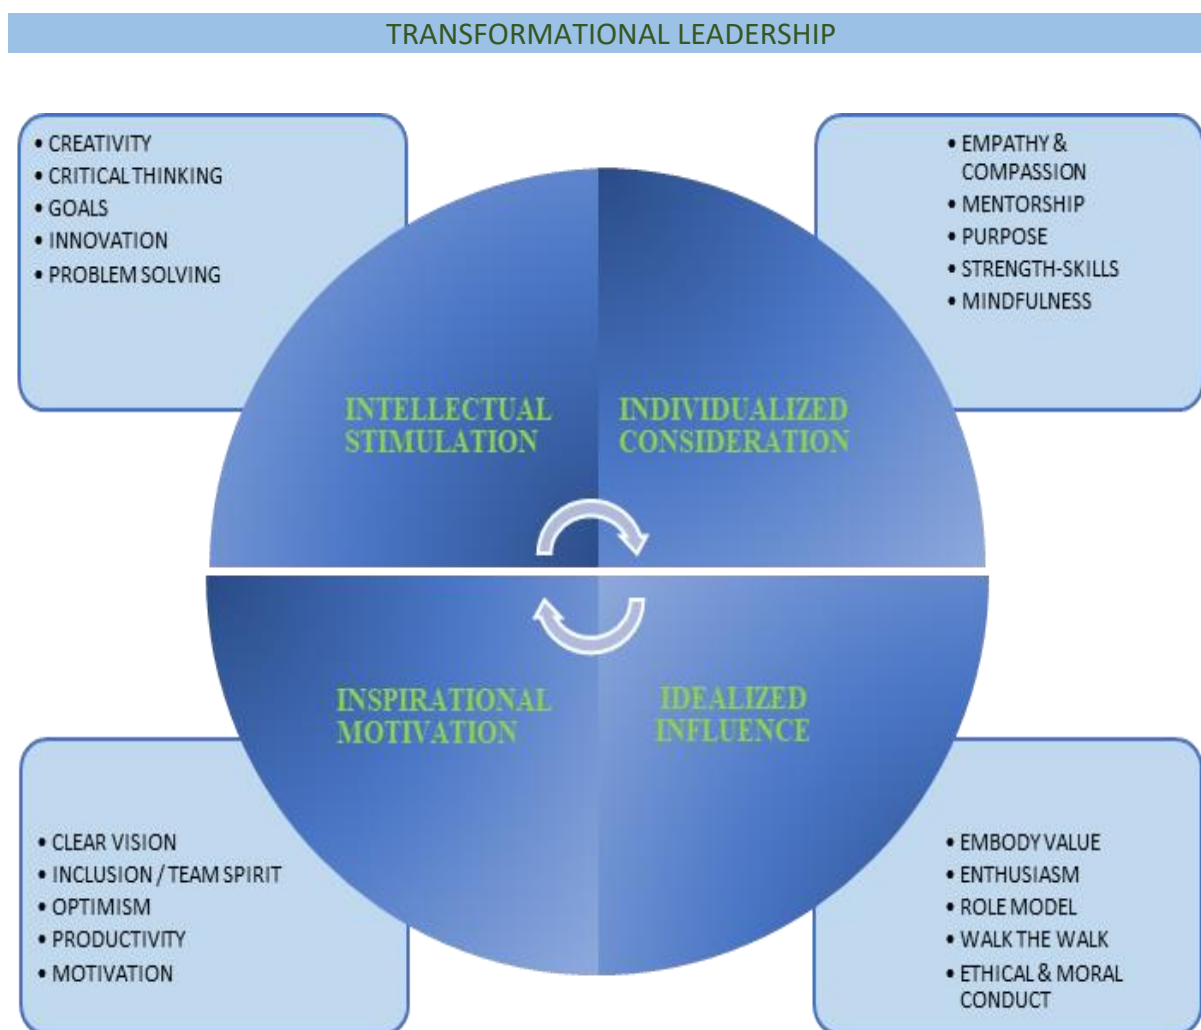 TRANSFORMATIONAL LEADERSHIP
• CREATIVITY
• CRITICAL THINKING
• GOALS
• INNOVATION
• PROBLEM SOLVING
• EMPATHY &
COMPASSION
• MENTORSHIP
• PURPOSE
• STRENGTH-SKILLS
• MINDFULNESS
INTELLECTUAL
STIMULATION
INDIVIDUALIZED
CONSIDERATION
INSPIRATIONAL
MOTIVATION
IDEALIZED
INFLUENCE
• CLEAR VISION
• INCLUSION / TEAM SPIRIT
• OPTIMISM
• PRODUCTIVITY
• MOTIVATION
• EMBODY VALUE
• ENTHUSIASM
• ROLE MODEL
• WALK THE WALK
• ETHICAL & MORAL
CONDUCT